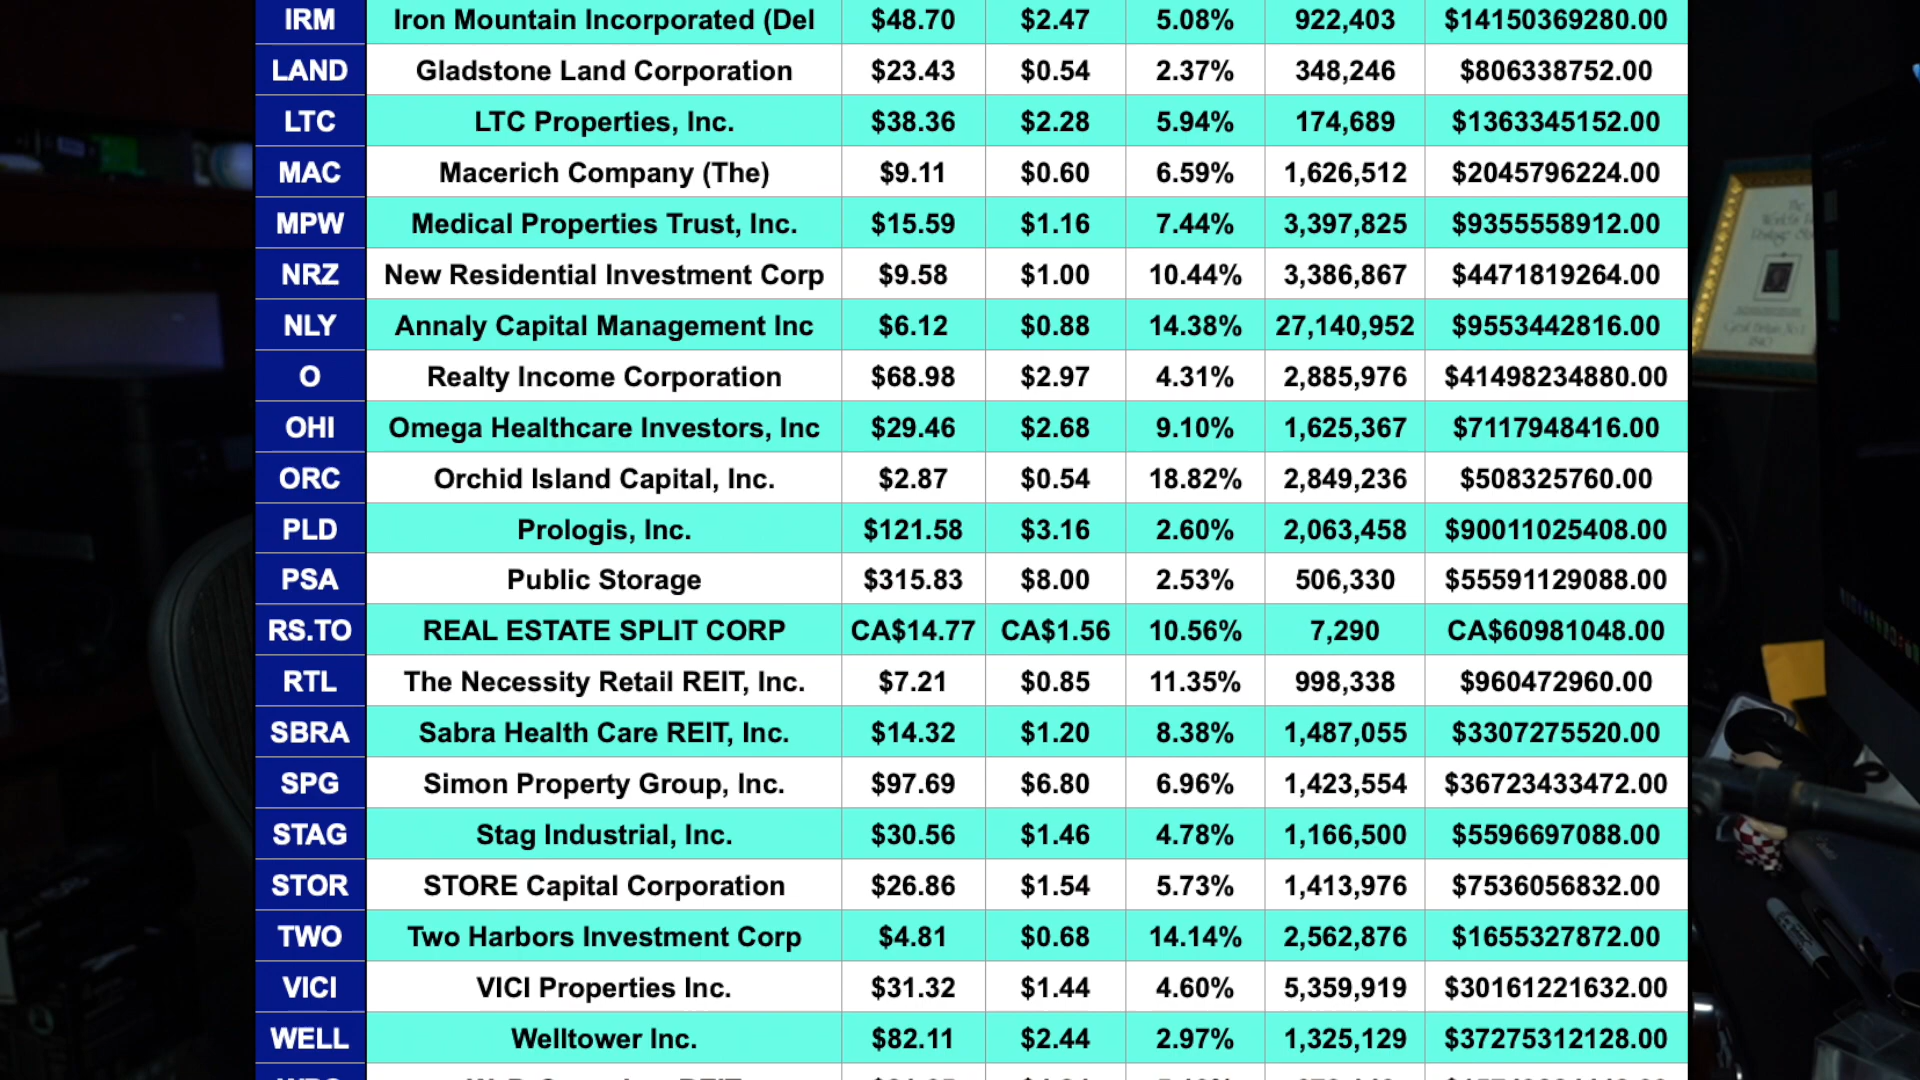 IRM Iron Mountain Incorporated (Del $48.70 $2.47 5.08% 922,403 $14150369280.00
LAND Gladstone Land Corporation $23.43 $0.54 2.37% 348,246 $806338752.00
LTC LTC Properties, Inc. $38.36 $2.28 5.94% 174,689 $1363345152.00
MAC Macerich Company (The) $9.11 $0.60 6.59% 1,626,512 $2045796224.00
MPW Medical Properties Trust, Inc. $15.59 $1.16 7.44% 3,397,825 $9355558912.00
NRZ New Residential Investment Corp $9.58 $1.00 10.44% 3,386,867 $4471819264.00
NLY Annaly Capital Management Inc $6.12 $0.88 14.38% 27,140,952 $9553442816.00
O Realty Income Corporation $68.98 $2.97 4.31% 2,885,976 $41498234880.00
OHI Omega Healthcare Investors, Inc $29.46 $2.68 9.10% 1,625,367 $7117948416.00
ORC Orchid Island Capital, Inc. $2.87 $0.54 18.82% 2,849,236 $508325760.00
PLD Prologis, Inc. $121.58 $3.16 2.60% 2,063,458 $90011025408.00
PSA Public Storage $315.83 $8.00 2.53% 506,330 $55591129088.00
RS.TO REAL ESTATE SPLIT CORP CA$14.77 CA$1.56 10.56% 7,290 CA$60981048.00
RTL The Necessity Retail REIT, Inc. $7.21 $0.85 11.35% 998,338 $960472960.00
SBRA Sabra Health Care REIT, Inc. $14.32 $1.20 8.38% 1,487,055 $3307275520.00
SPG Simon Property Group, Inc. $97.69 $6.80 6.96% 1,423,554 $36723433472.00
STAG Stag Industrial, Inc. $30.56 $1.46 4.78% 1,166,500 $5596697088.00
STOR STORE Capital Corporation $26.86 $1.54 5.73% 1,413,976 $7536056832.00
TWO Two Harbors Investment Corp $4.81 $0.68 14.14% 2,562,876 $1655327872.00
VICI VICI Properties Inc. $31.32 $1.44 4.60% 5,359,919 $30161221632.00
WELL Welltower Inc. $82.11 $2.44 2.97% 1,325,129 $37275312128.00